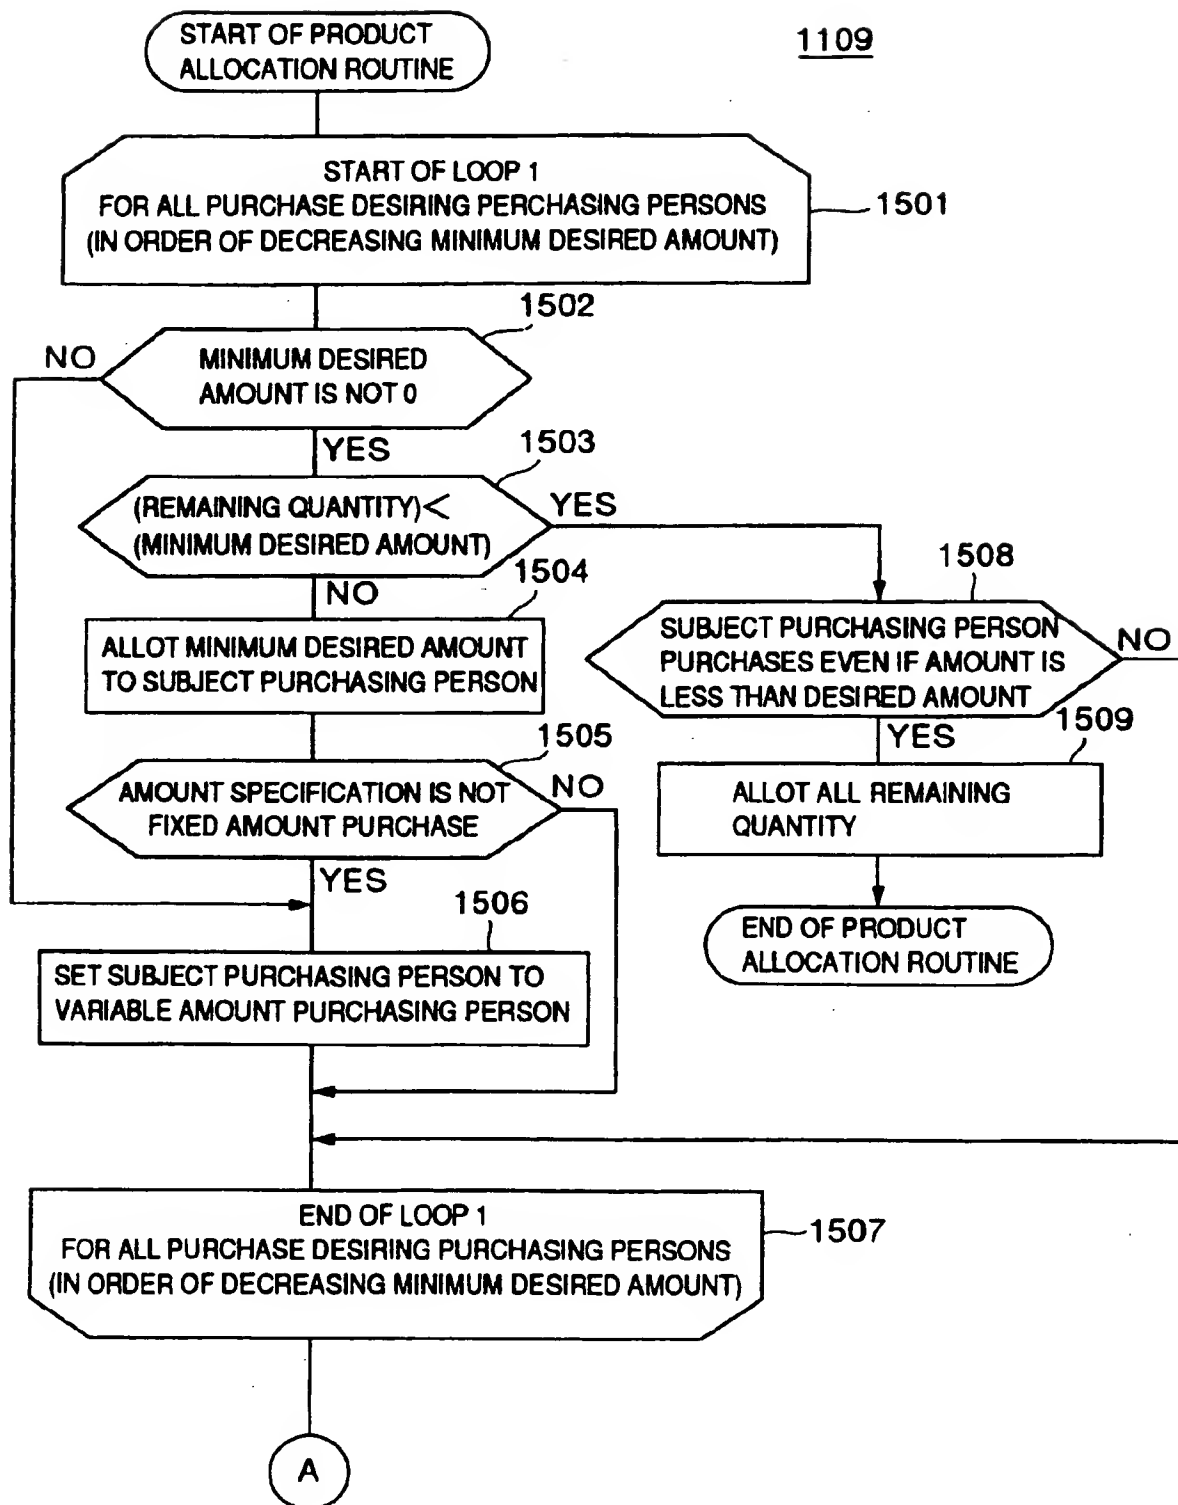 START OF PRODUCT
ALLOCATION ROUTINE
1109
START OF LOOP 1
FOR ALL PURCHASE DESIRING PERCHASING PERSONS
(IN ORDER OF DECREASING MINIMUM DESIRED AMOUNT)
1501
1502
NO
MINIMUM DESIRED
AMOUNT IS NOT 0
YES
1503
(REMAINING QUANTITY)<
(MINIMUM DESIRED AMOUNT)
YES
NO
1504
ALLOT MINIMUM DESIRED AMOUNT
TO SUBJECT PURCHASING PERSON
1508
SUBJECT PURCHASING PERSON
PURCHASES EVEN IF AMOUNT IS
LESS THAN DESIRED AMOUNT
NO
YES
1509
ALLOT ALL REMAINING
QUANTITY
END OF PRODUCT
ALLOCATION ROUTINE
1505
AMOUNT SPECIFICATION IS NOT
FIXED AMOUNT PURCHASE
NO
YES
1506
SET SUBJECT PURCHASING PERSON TO
VARIABLE AMOUNT PURCHASING PERSON
END OF LOOP 1
FOR ALL PURCHASE DESIRING PURCHASING PERSONS
(IN ORDER OF DECREASING MINIMUM DESIRED AMOUNT)
1507
A